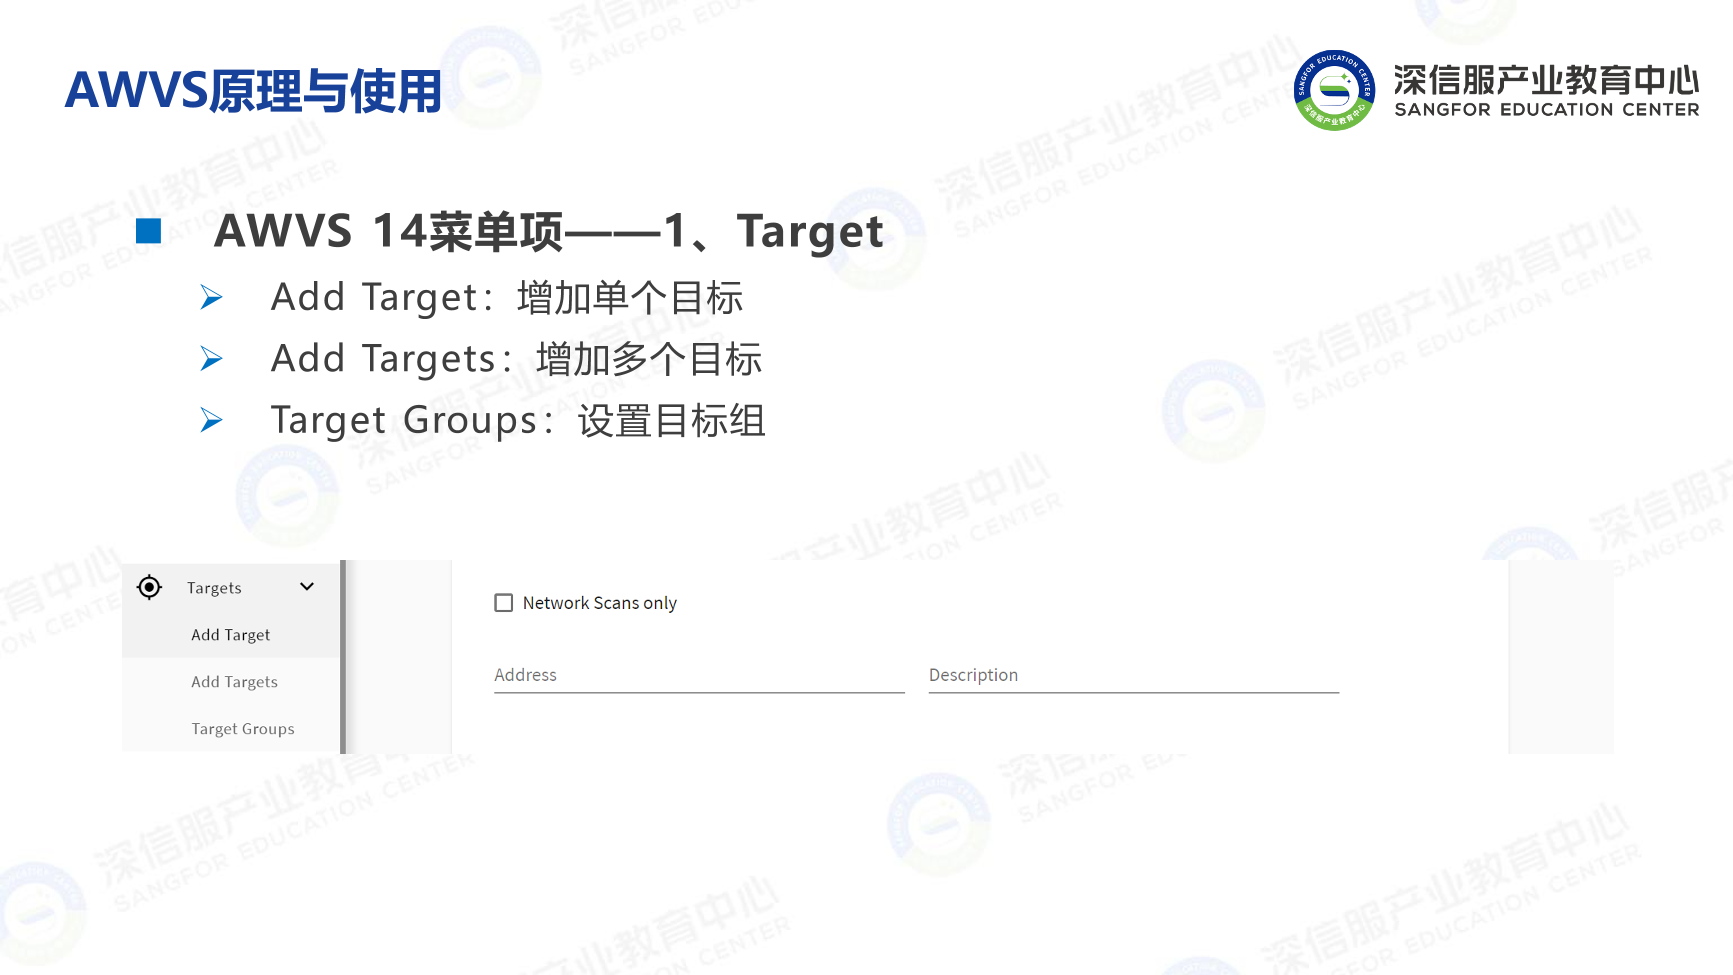 AWVS原理与使用
深信服产业教育中心
SANGFOR EDUCATION CENTER
AWVS 14菜单项——1、Target
Add Target：增加单个目标
Add Targets：增加多个目标
Target Groups：设置目标组
Targets
Add Target
Add Targets
Target Groups
Network Scans only
Address
Description